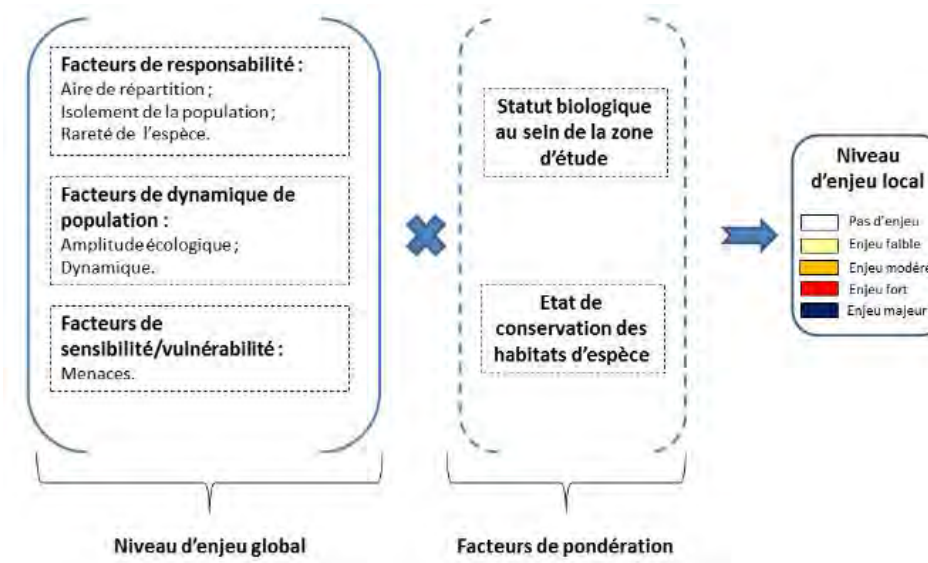 Facteurs de responsabilité :
Aire de répartition ;
Isolement de la population ;
Rareté de l'espèce.
Facteurs de dynamique de
population :
Amplitude écologique ;
Dynamique.
Facteurs de
sensibilité/vulnérabilité :
Menaces.
Niveau d'enjeu global
Statut biologique
au sein de la zone
d'étude
Etat de
conservation des
habitats d'espèce
Facteurs de pondération
Niveau
d'enjeu local
Pas d'enjeu
Enjeu faible
Enjeu modéré
Enjeu fort
Enjeu majeur